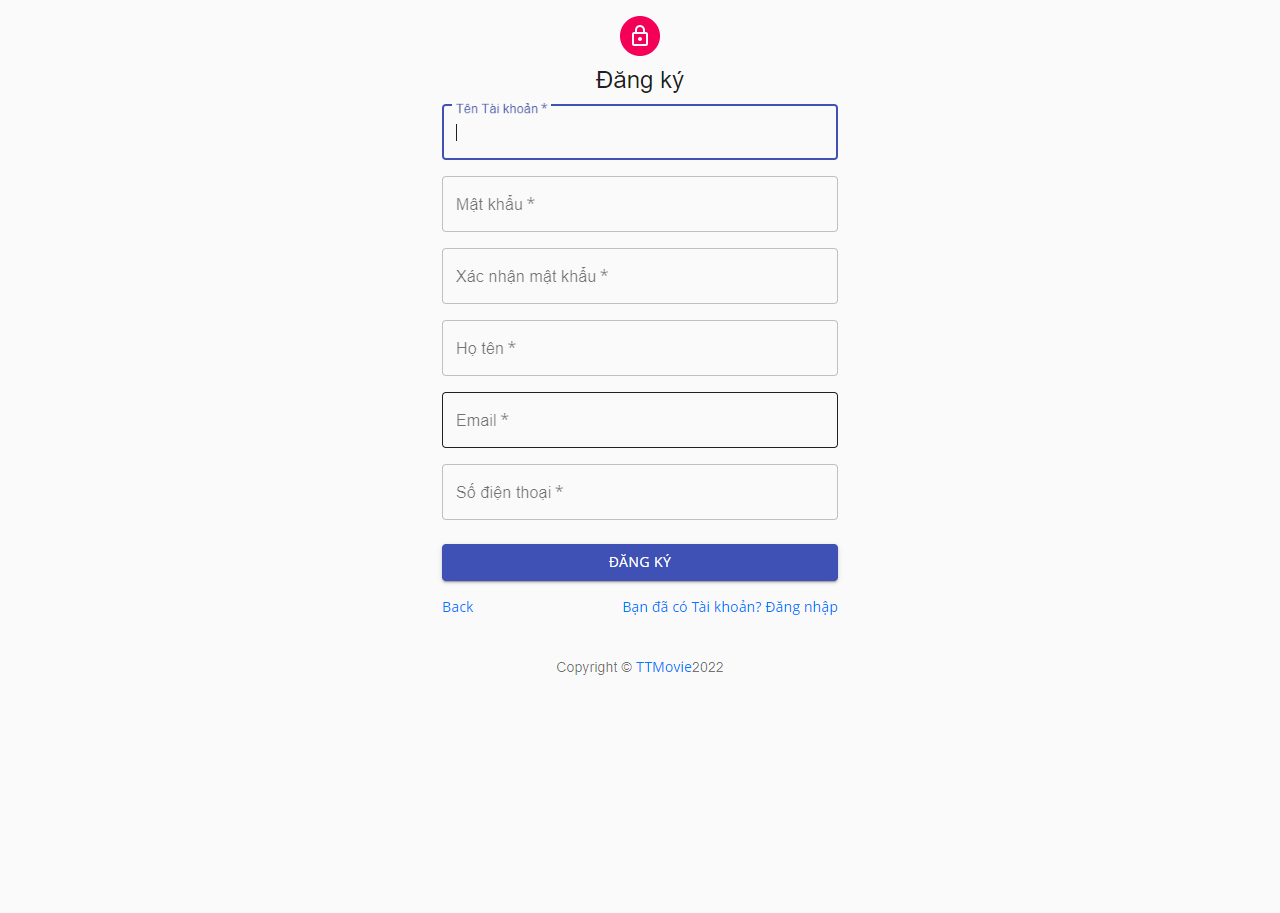 Đăng ký
Tên Tài khoản *
Mật khẩu *
Xác nhận mật khẩu *
Họ tên *
Email *
Số điện thoại *
ĐĂNG KÝ
Back Bạn đã có Tài khoản? Đăng nhập
Copyright © TTMovie2022